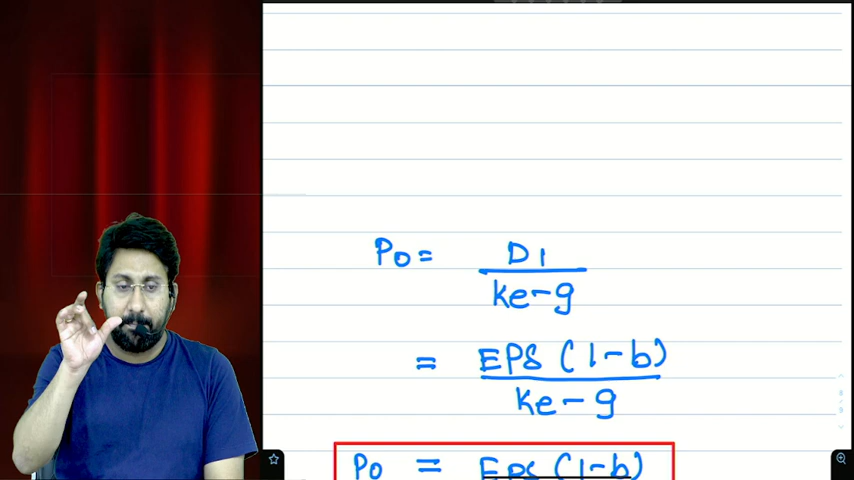 P0 = D1 / ke-g
= EPS (1-b) / ke-g
P0 = EPS (1-b)